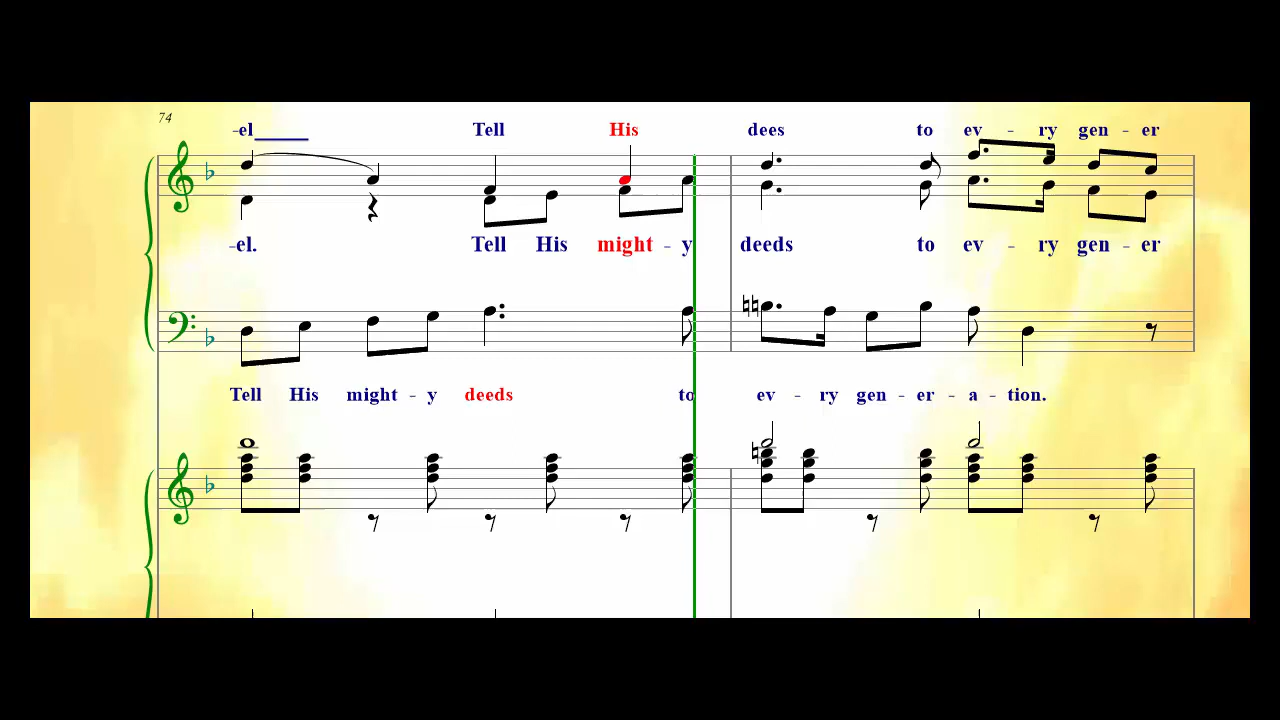 74
-el_____ Tell His dees to ev - ry gen - er
-el. Tell His might - y deeds to ev - ry gen - er
Tell His might - y deeds to ev - ry gen - er - a - tion.